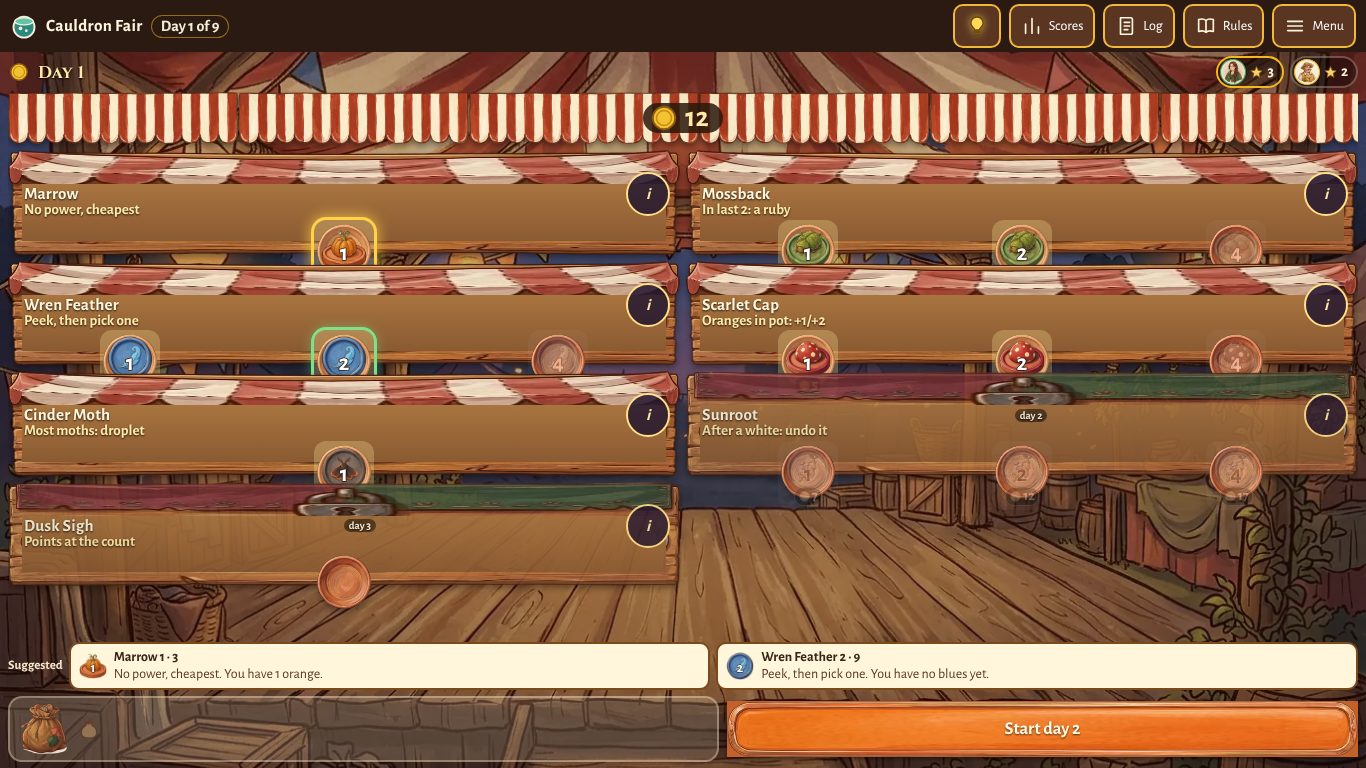 Cauldron Fair
Day 1 of 9
Scores
Log
Rules
Menu
DAY 1
3
2
12
Marrow
No power, cheapest
i
1
Mossback
In last 2: a ruby
i
1
2
4
Wren Feather
Peek, then pick one
i
1
2
4
Scarlet Cap
Oranges in pot: +1/+2
i
1
2
4
Cinder Moth
Most moths: droplet
i
1
Sunroot
After a white: undo it
day 2
i
1
2
4
7
12
17
Dusk Sigh
Points at the count
day 3
i
Suggested
1
Marrow 1 · 3
No power, cheapest. You have 1 orange.
2
Wren Feather 2 · 9
Peek, then pick one. You have no blues yet.
Start day 2